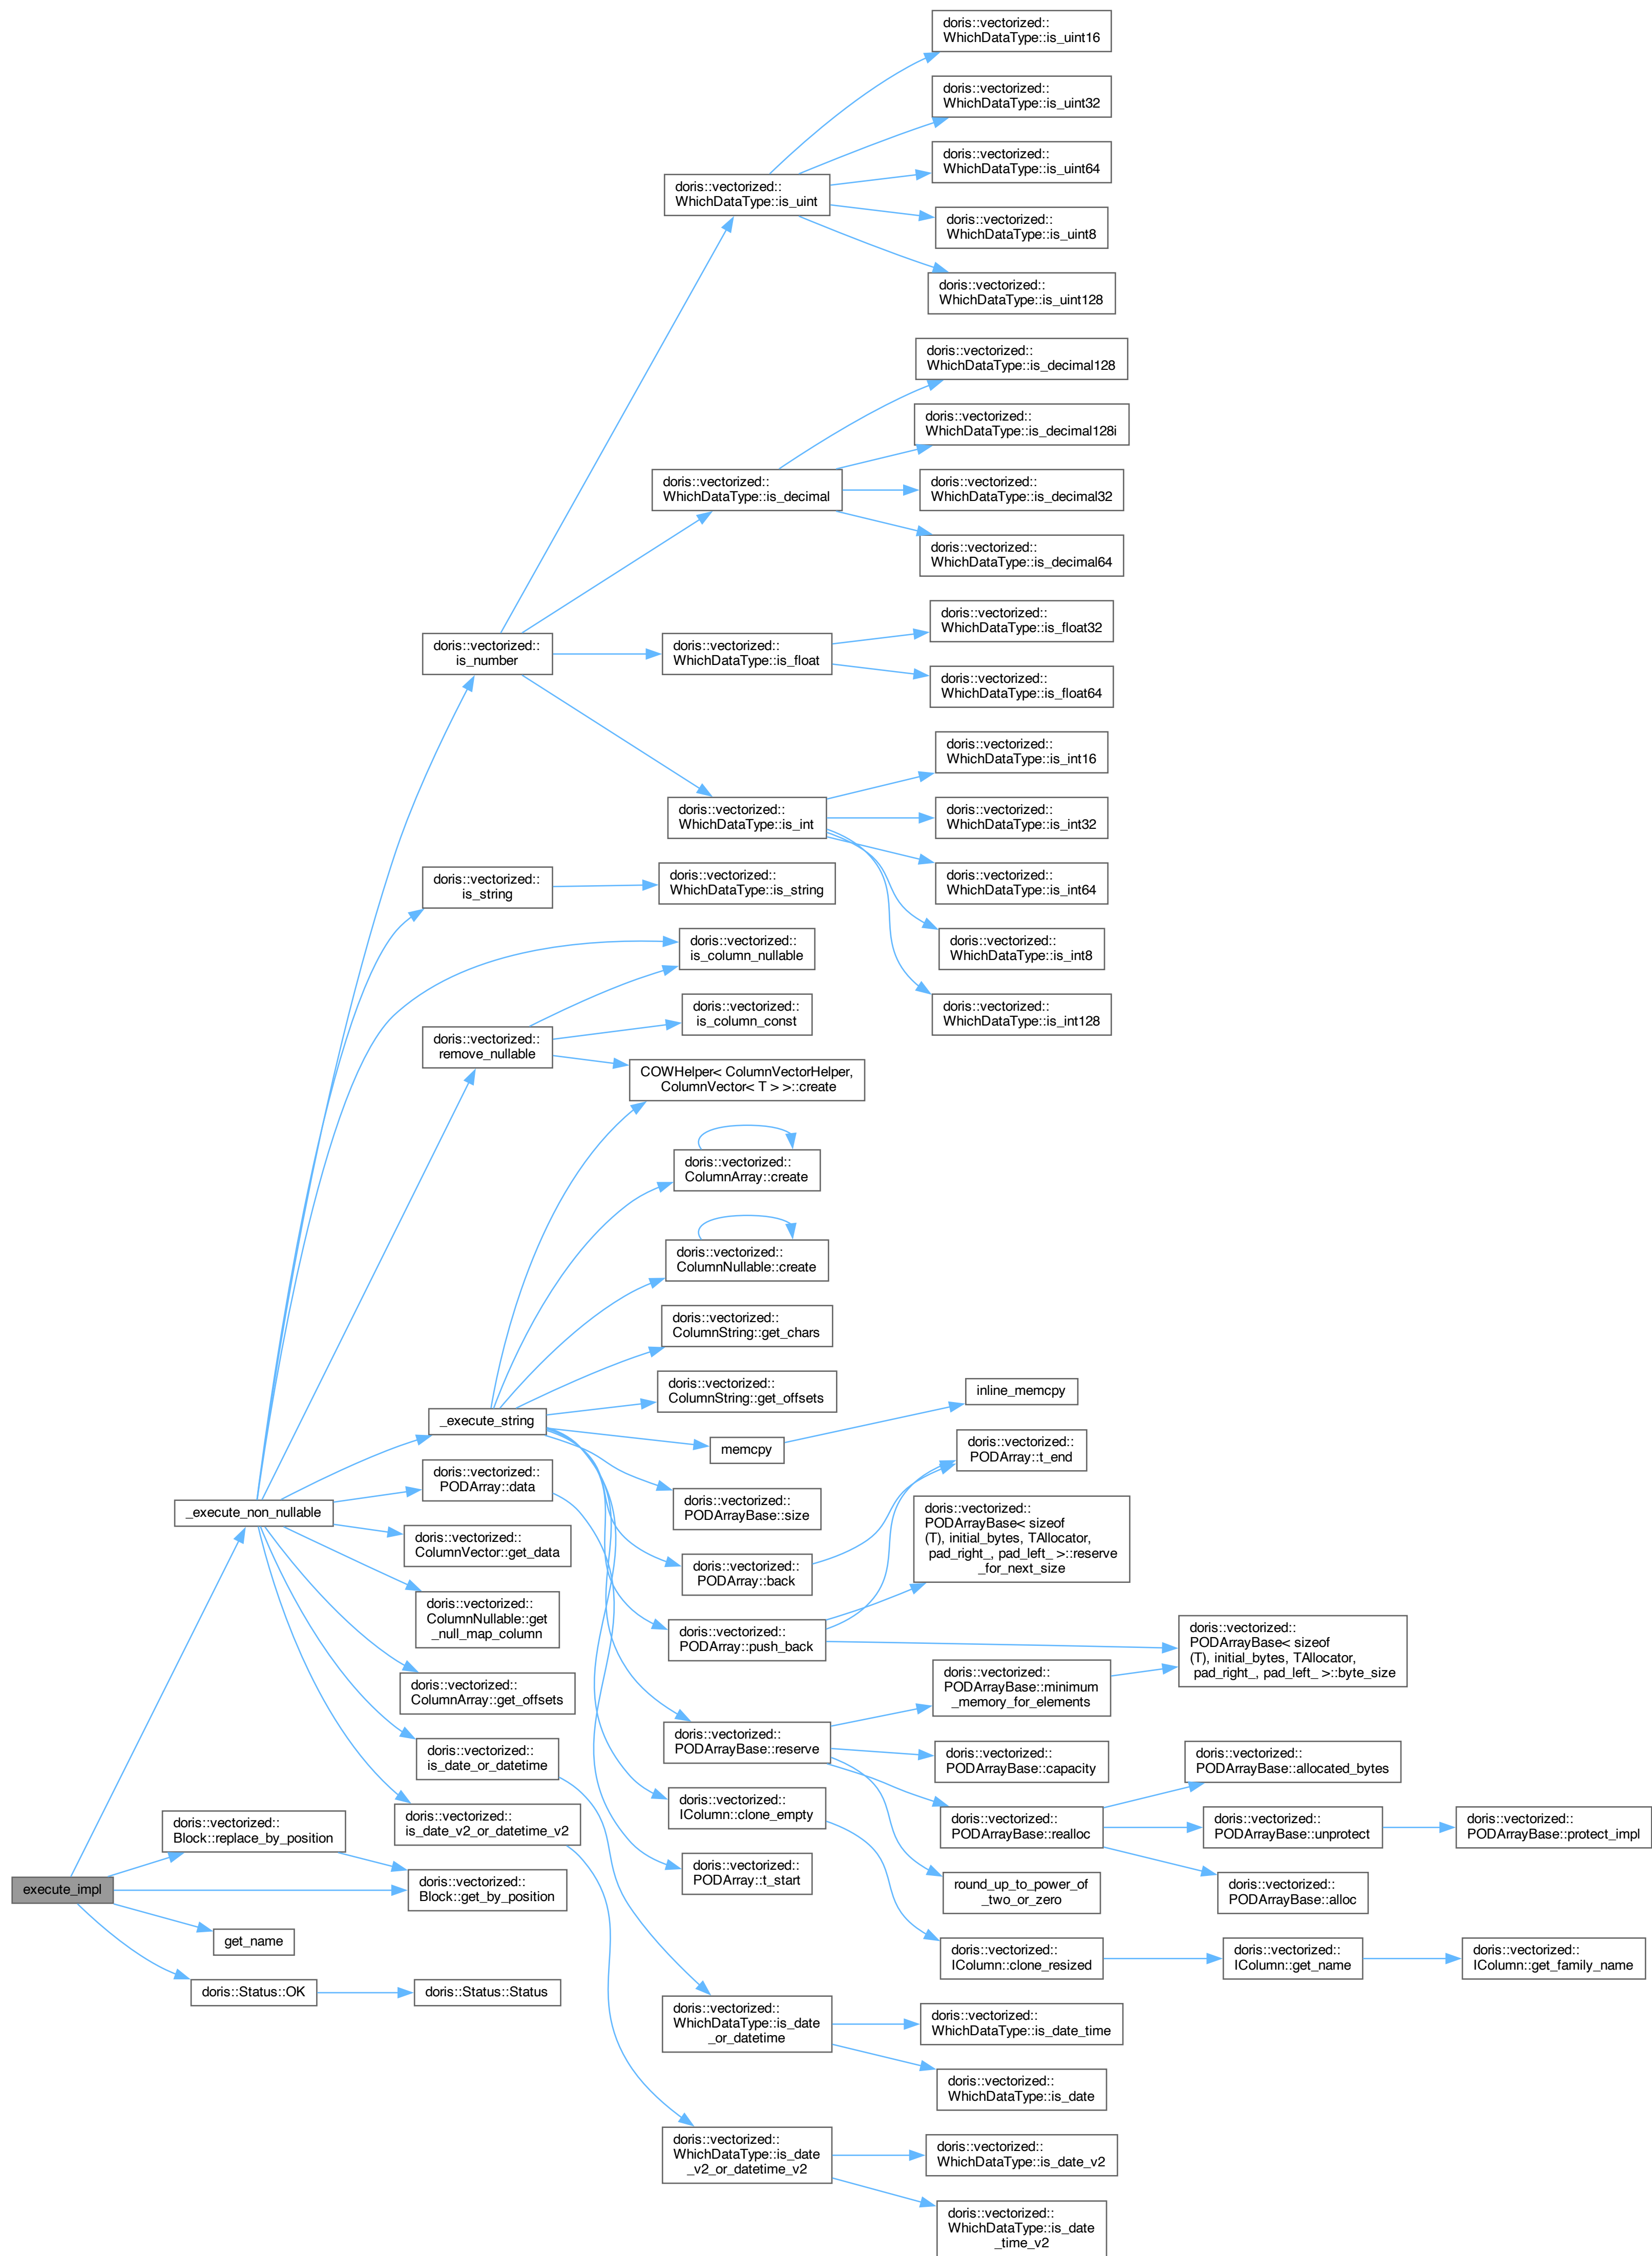 doris::vectorized::
WhichDataType::is_uint16
doris::vectorized::
WhichDataType::is_uint32
doris::vectorized::
WhichDataType::is_uint64
doris::vectorized::
WhichDataType::is_uint
doris::vectorized::
WhichDataType::is_uint8
doris::vectorized::
WhichDataType::is_uint128
doris::vectorized::
WhichDataType::is_decimal128
doris::vectorized::
WhichDataType::is_decimal128i
doris::vectorized::
WhichDataType::is_decimal
doris::vectorized::
WhichDataType::is_decimal32
doris::vectorized::
WhichDataType::is_decimal64
doris::vectorized::
WhichDataType::is_float32
doris::vectorized::
is_number
doris::vectorized::
WhichDataType::is_float
doris::vectorized::
WhichDataType::is_float64
doris::vectorized::
WhichDataType::is_int16
doris::vectorized::
WhichDataType::is_int
doris::vectorized::
WhichDataType::is_int32
doris::vectorized::
is_string
doris::vectorized::
WhichDataType::is_string
doris::vectorized::
WhichDataType::is_int64
doris::vectorized::
is_column_nullable
doris::vectorized::
WhichDataType::is_int8
doris::vectorized::
is_column_const
doris::vectorized::
WhichDataType::is_int128
doris::vectorized::
remove_nullable
COWHelper< ColumnVectorHelper,
ColumnVector< T > >::create
doris::vectorized::
ColumnArray::create
doris::vectorized::
ColumnNullable::create
doris::vectorized::
ColumnString::get_chars
doris::vectorized::
ColumnString::get_offsets
inline_memcpy
_execute_string
memcpy
doris::vectorized::
PODArray::t_end
doris::vectorized::
PODArray::data
_execute_non_nullable
doris::vectorized::
PODArrayBase::size
doris::vectorized::
PODArrayBase< sizeof
(T), initial_bytes, TAllocator,
pad_right_, pad_left_ >::reserve
_for_next_size
doris::vectorized::
ColumnVector::get_data
doris::vectorized::
PODArray::back
doris::vectorized::
ColumnNullable::get
_null_map_column
doris::vectorized::
PODArray::push_back
doris::vectorized::
PODArrayBase< sizeof
(T), initial_bytes, TAllocator,
pad_right_, pad_left_ >::byte_size
doris::vectorized::
ColumnArray::get_offsets
doris::vectorized::
PODArrayBase::minimum
_memory_for_elements
doris::vectorized::
is_date_or_datetime
doris::vectorized::
PODArrayBase::reserve
doris::vectorized::
PODArrayBase::capacity
doris::vectorized::
PODArrayBase::allocated_bytes
doris::vectorized::
Block::replace_by_position
doris::vectorized::
is_date_v2_or_datetime_v2
doris::vectorized::
IColumn::clone_empty
doris::vectorized::
PODArrayBase::realloc
doris::vectorized::
PODArrayBase::unprotect
doris::vectorized::
PODArrayBase::protect_impl
execute_impl
doris::vectorized::
Block::get_by_position
doris::vectorized::
PODArray::t_start
round_up_to_power_of
_two_or_zero
doris::vectorized::
PODArrayBase::alloc
get_name
doris::vectorized::
IColumn::clone_resized
doris::vectorized::
IColumn::get_name
doris::vectorized::
IColumn::get_family_name
doris::Status::OK
doris::Status::Status
doris::vectorized::
WhichDataType::is_date
_or_datetime
doris::vectorized::
WhichDataType::is_date_time
doris::vectorized::
WhichDataType::is_date
doris::vectorized::
WhichDataType::is_date
_v2_or_datetime_v2
doris::vectorized::
WhichDataType::is_date_v2
doris::vectorized::
WhichDataType::is_date
_time_v2